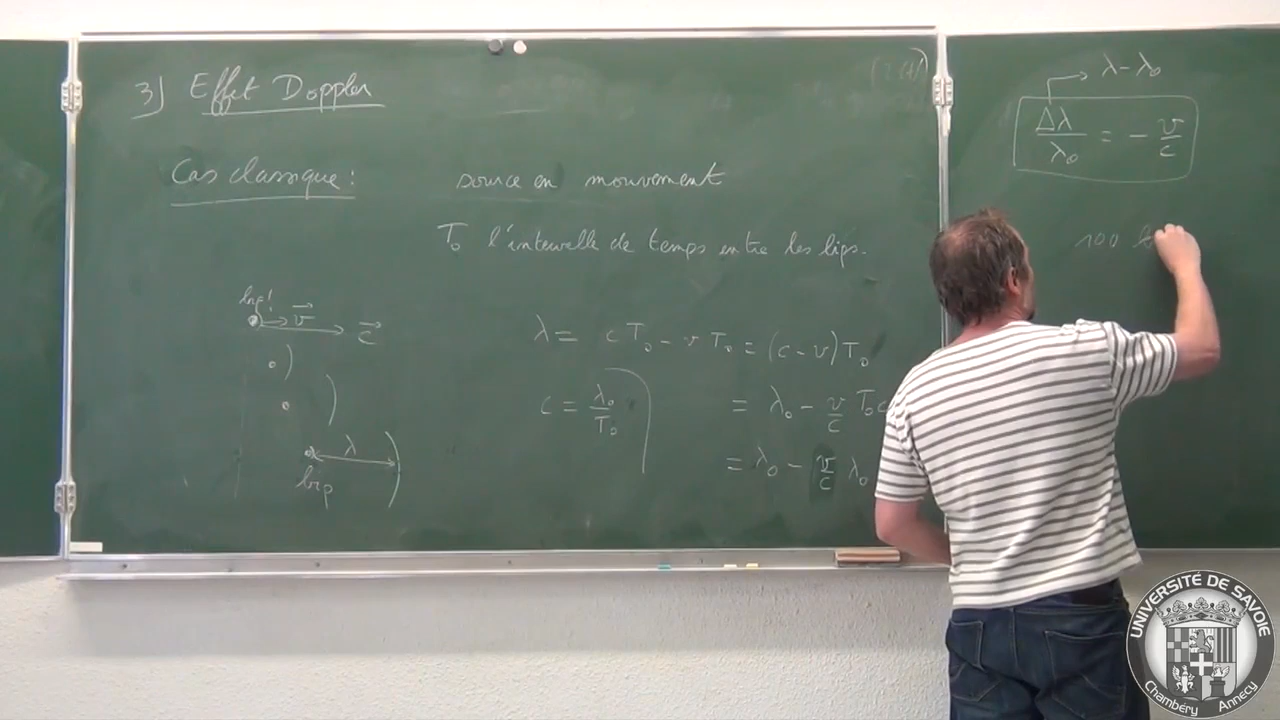 3) Effet Doppler
Cas classique :
source en mouvement
T₀ l'intervalle de temps entre les bips.
bip!
v⃗
c⃗
λ = c T₀ - v T₀ = (c - v) T₀
c = λ₀/T₀
= λ₀ - v/c T₀ c
= λ₀ - v/c λ₀
λ
bip
→ λ - λ₀
Δλ/λ₀ = - v/c
100
UNIVERSITÉ DE SAVOIE
Chambéry Annecy